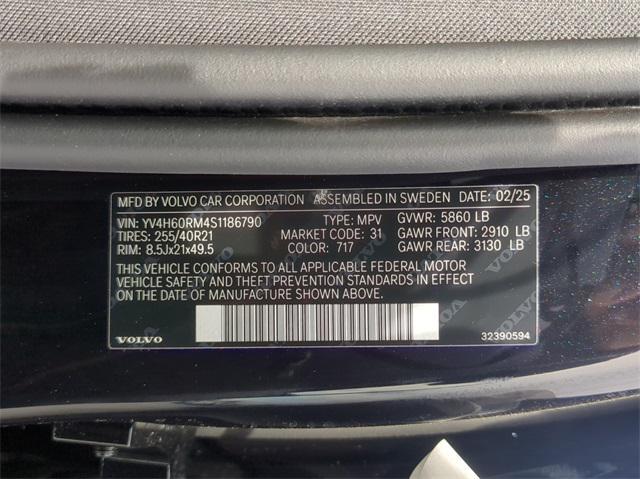 MFD BY VOLVO CAR CORPORATION ASSEMBLED IN SWEDEN DATE: 02/25
VIN: YV4H60RM4S1186790 TYPE: MPV GVWR: 5860 LB
TIRES: 255/40R21 MARKET CODE: 31 GAWR FRONT: 2910 LB
RIM: 8.5Jx21x49.5 COLOR: 717 GAWR REAR: 3130 LB
THIS VEHICLE CONFORMS TO ALL APPLICABLE FEDERAL MOTOR
VEHICLE SAFETY AND THEFT PREVENTION STANDARDS IN EFFECT ON
DATE OF MANUFACTURE SHOWN ABOVE.
VOLVO 32390594